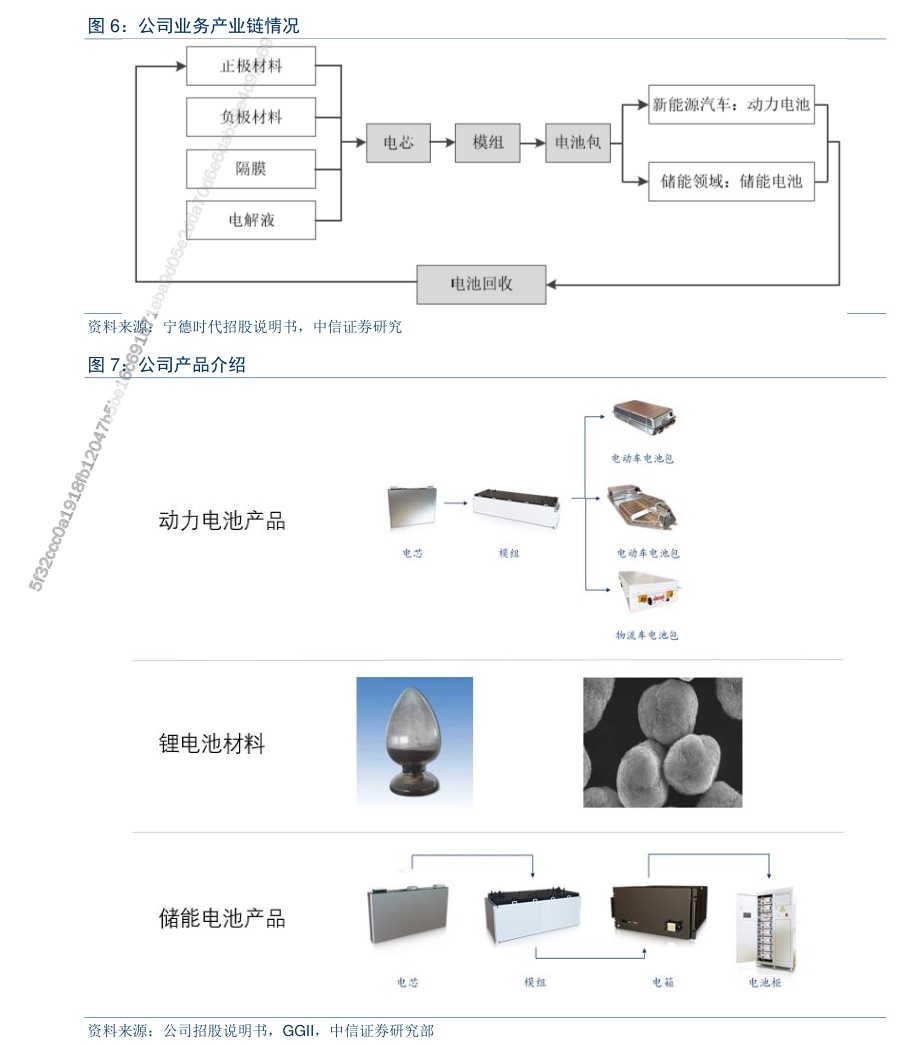 图 6：公司业务产业链情况
正极材料
负极材料
隔膜
电解液
电芯
模组
电池包
新能源汽车：动力电池
储能领域：储能电池
电池回收
资料来源：宁德时代招股说明书，中信证券研究
图 7：公司产品介绍
动力电池产品
电芯
模组
电动车电池包
电动车电池包
物流车电池包
锂电池材料
储能电池产品
电芯
模组
电箱
电池柜
资料来源：公司招股说明书，GGII，中信证券研究部